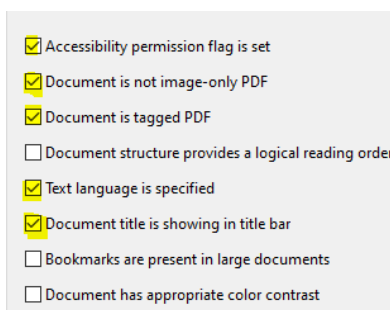 Accessibility permission flag is set
Document is not image-only PDF
Document is tagged PDF
Document structure provides a logical reading order
Text language is specified
Document title is showing in title bar
Bookmarks are present in large documents
Document has appropriate color contrast